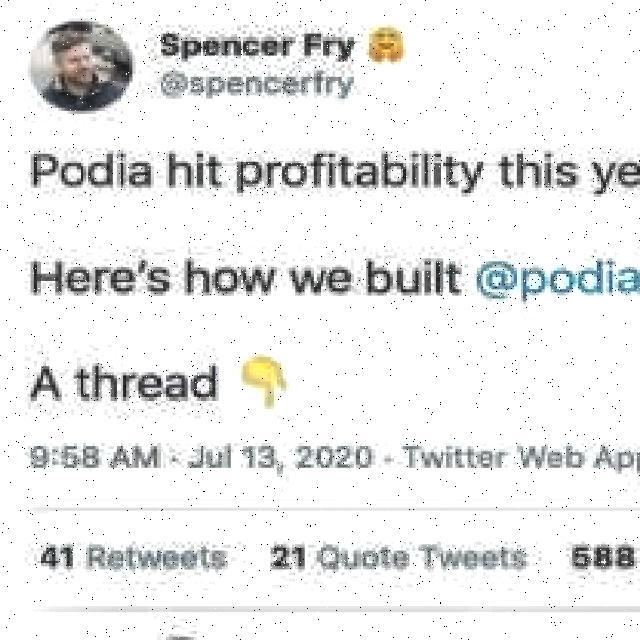 Spencer Fry 🤗
@spencerfry
Podia hit profitability this ye
Here's how we built @podia
A thread 👇
9:58 AM · Jul 13, 2020 · Twitter Web App
41 Retweets 21 Quote Tweets 588